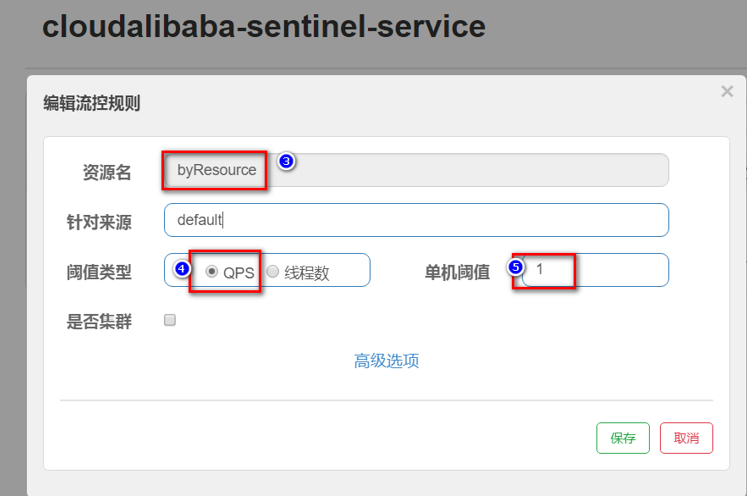 cloudalibaba-sentinel-service
编辑流控规则 ×
资源名 byResource 3
针对来源 default
阈值类型 4 QPS 线程数 单机阈值 5 1
是否集群
高级选项
保存 取消